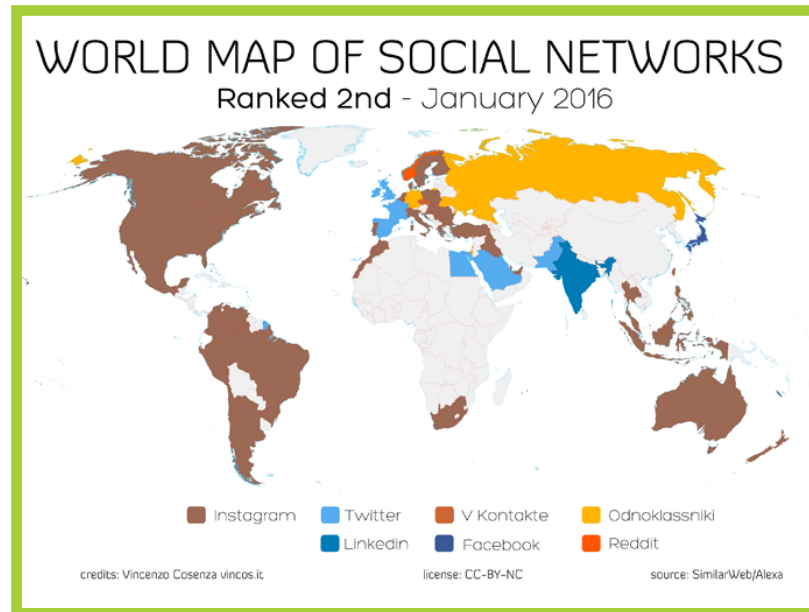 WORLD MAP OF SOCIAL NETWORKS
Ranked 2nd - January 2016
Instagram Twitter V Kontakte Odnoklassniki
Linkedin Facebook Reddit
credits: Vincenzo Cosenza vincos.it license: CC-BY-NC source: SimilarWeb/Alexa